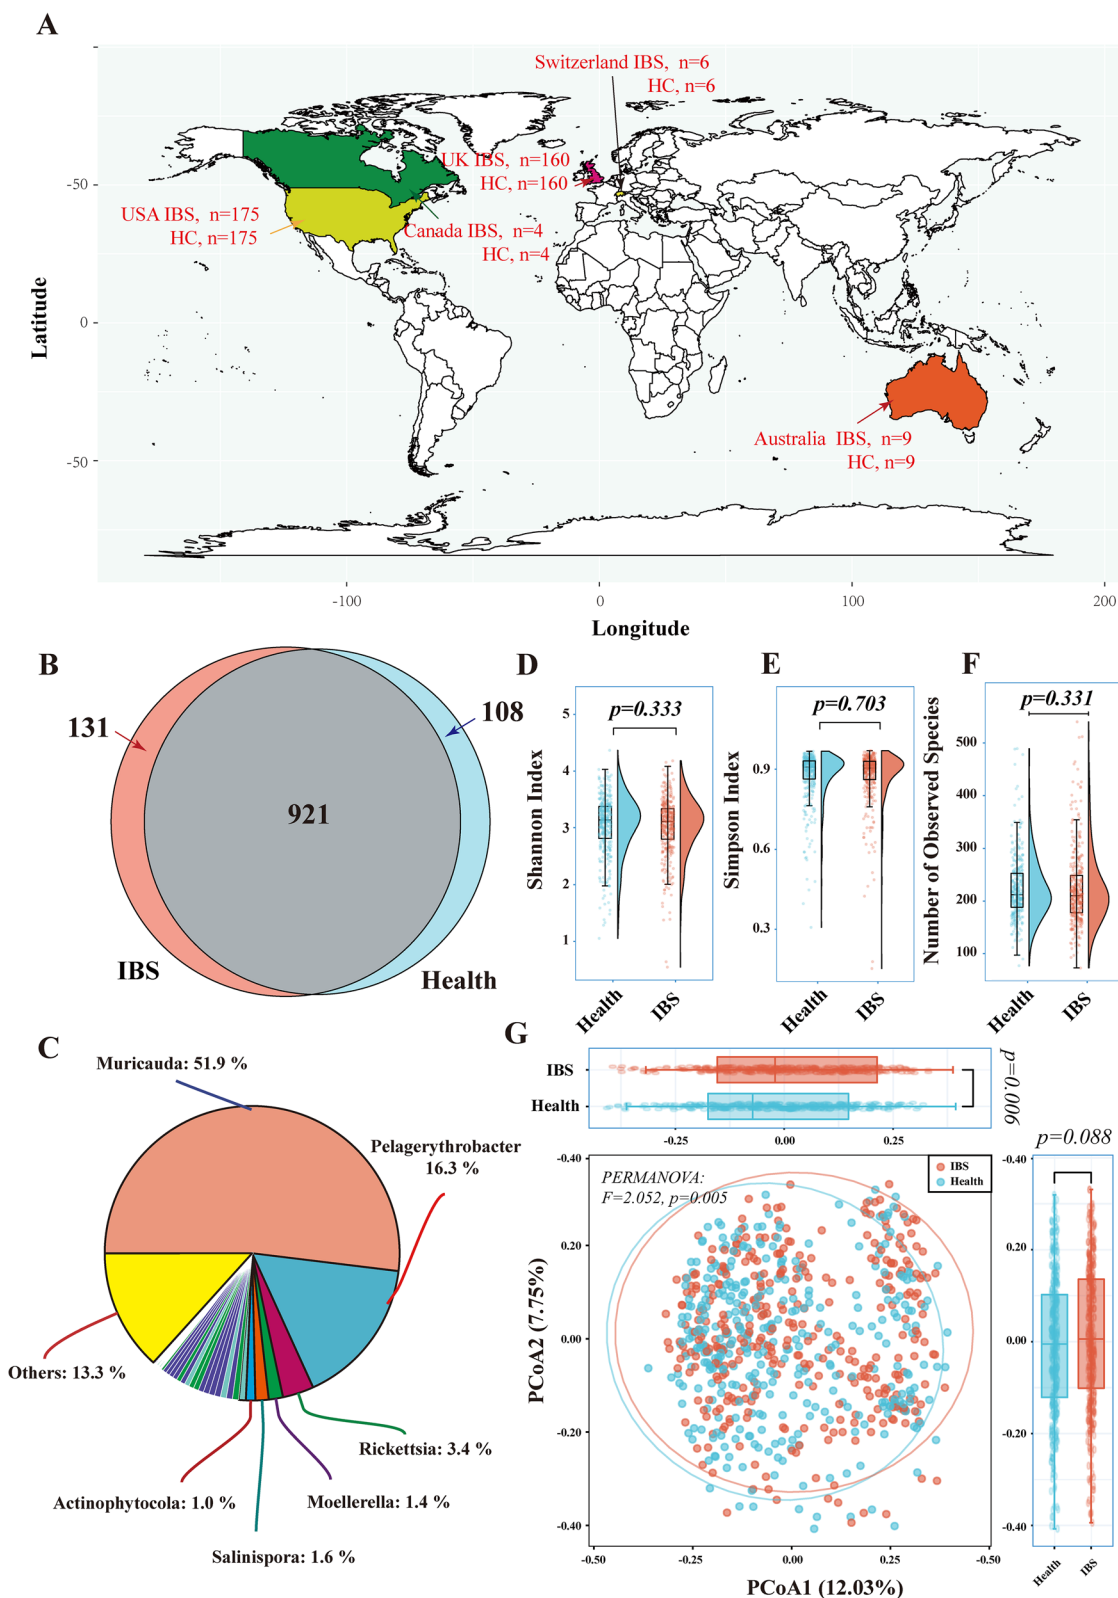 A
Switzerland IBS, n=6
HC, n=6
UK IBS, n=160
HC, n=160
USA IBS, n=175
HC, n=175
Canada IBS, n=4
HC, n=4
Australia IBS, n=9
HC, n=9
Latitude
-50
0
-50
-100
0
100
200
Longitude
B
131
108
921
IBS
Health
D
p=0.333
Shannon Index
5
4
3
2
1
Health
IBS
E
p=0.703
Simpson Index
0.9
0.6
0.3
Health
IBS
F
p=0.331
Number of Observed Species
500
400
300
200
100
Health
IBS
C
Muricauda: 51.9 %
Pelagerythrobacter
16.3 %
Others: 13.3 %
Rickettsia: 3.4 %
Actinophytocola: 1.0 %
Moellerella: 1.4 %
Salinispora: 1.6 %
G
IBS
Health
-0.25
0.00
0.25
p=0.006
p=0.088
PERMANOVA:
F=2.052, p=0.005
IBS
Health
-0.40
0.20
0.00
-0.20
-0.40
PCoA2 (7.75%)
-0.50
-0.25
0.00
-0.25
-0.50
PCoA1 (12.03%)
-0.40
0.20
0.00
-0.20
-0.40
Health
IBS